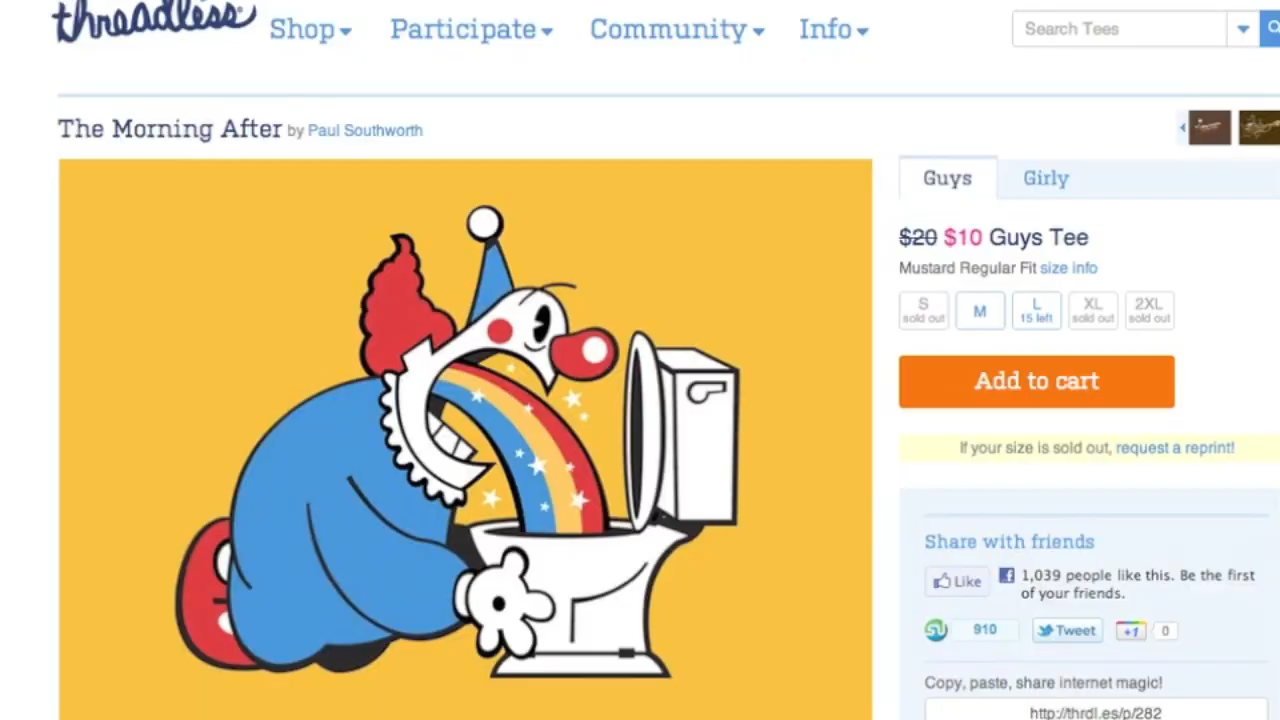 threadless
Shop Participate Community Info
Search Tees
The Morning After by Paul Southworth
Guys Girly
$20 $10 Guys Tee
Mustard Regular Fit size info
S M L XL 2XL
sold out 15 left sold out sold out
Add to cart
If your size is sold out, request a reprint!
Share with friends
Like 1,039 people like this. Be the first
of your friends.
910 Tweet +1 0
Copy, paste, share internet magic!
http://thrdl.es/p/282